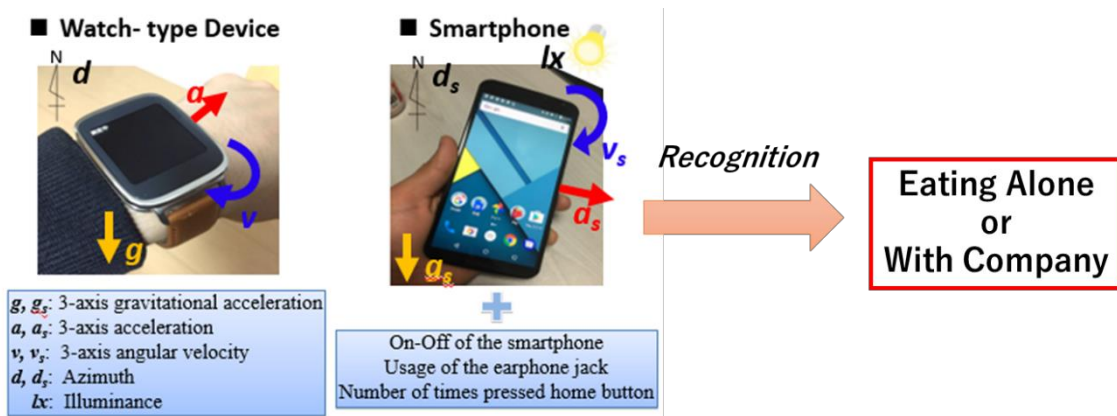 ■ Watch- type Device
N
d
a
v
g
g, gs: 3-axis gravitational acceleration
a, as: 3-axis acceleration
v, vs: 3-axis angular velocity
d, ds: Azimuth
lx: Illuminance
■ Smartphone
lx
N
ds
vs
as
gs
+
On-Off of the smartphone
Usage of the earphone jack
Number of times pressed home button
Recognition
Eating Alone
or
With Company